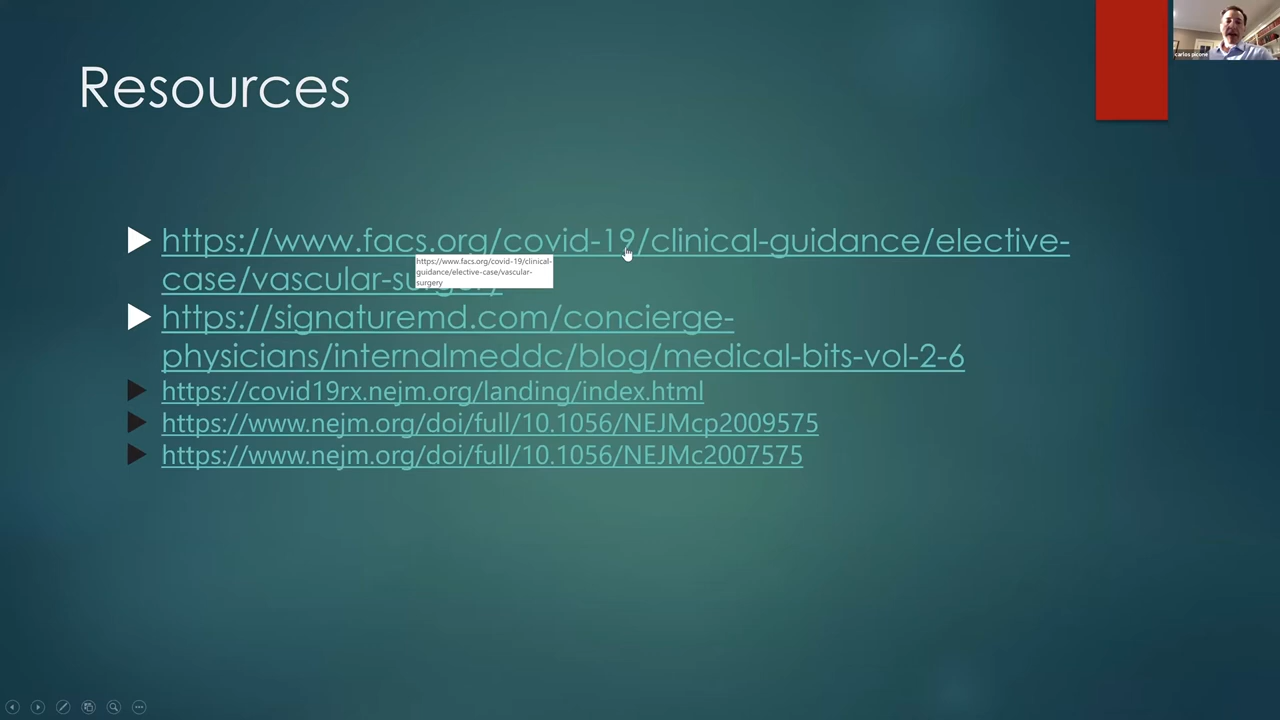 carlos picone
Resources
https://www.facs.org/covid-19/clinical-guidance/elective-
case/vascular-surgery
https://www.facs.org/covid-19/clinical-
guidance/elective-case/vascular-
surgery
https://signaturemd.com/concierge-
physicians/internalmeddc/blog/medical-bits-vol-2-6
https://covid19rx.nejm.org/landing/index.html
https://www.nejm.org/doi/full/10.1056/NEJMcp2009575
https://www.nejm.org/doi/full/10.1056/NEJMc2007575